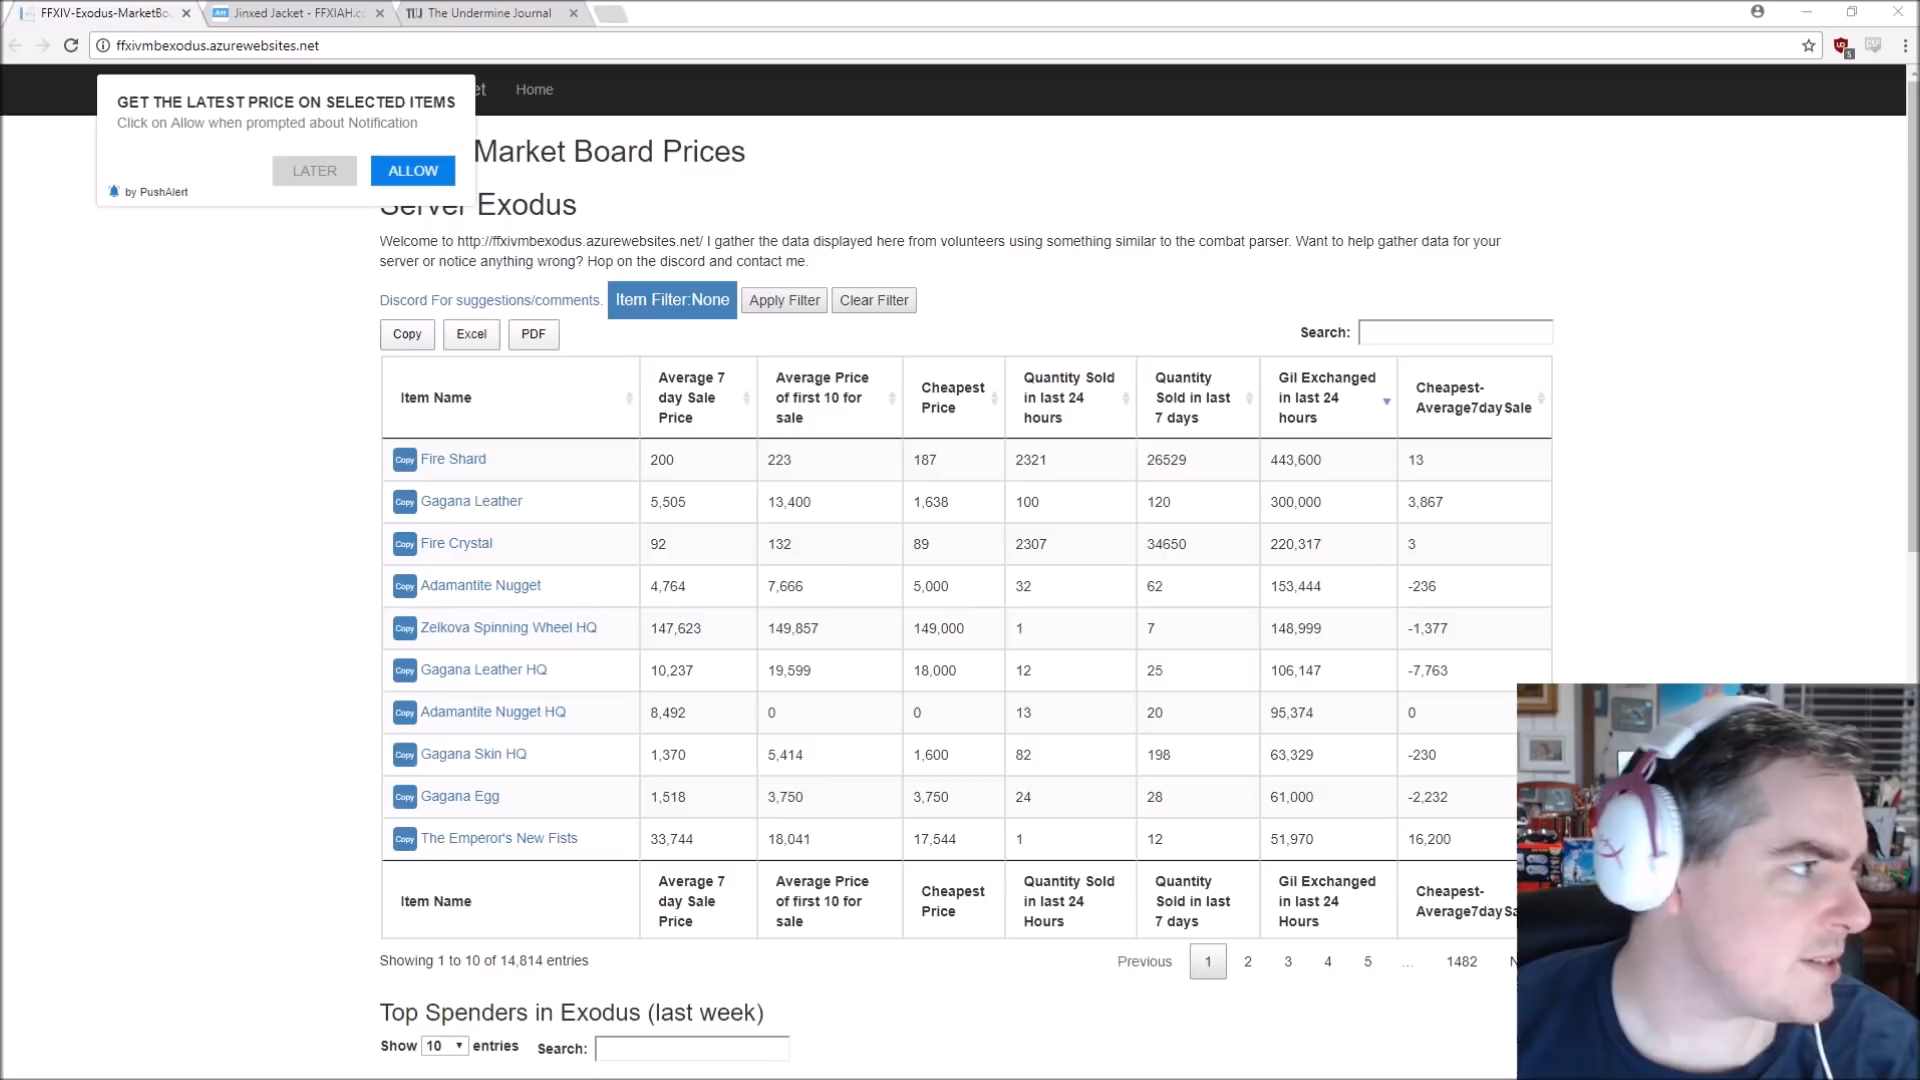 FFXIV-Exodus-MarketBo
Jinxed Jacket - FFXIAH.c
The Undermine Journal
ffxivmbexodus.azurewebsites.net
et
Home
GET THE LATEST PRICE ON SELECTED ITEMS
Click on Allow when prompted about Notification
LATER
ALLOW
by PushAlert
Market Board Prices
Server Exodus
Welcome to http://ffxivmbexodus.azurewebsites.net/ I gather the data displayed here from volunteers using something similar to the combat parser. Want to help gather data for your
server or notice anything wrong? Hop on the discord and contact me.
Discord For suggestions/comments.
Item Filter:None
Apply Filter
Clear Filter
Copy
Excel
PDF
Search:
Item Name
Average 7
day Sale
Price
Average Price
of first 10 for
sale
Cheapest
Price
Quantity Sold
in last 24
hours
Quantity
Sold in last
7 days
Gil Exchanged
in last 24
hours
Cheapest-
Average7daySale
Copy Fire Shard 200 223 187 2321 26529 443,600 13
Copy Gagana Leather 5,505 13,400 1,638 100 120 300,000 3,867
Copy Fire Crystal 92 132 89 2307 34650 220,317 3
Copy Adamantite Nugget 4,764 7,666 5,000 32 62 153,444 -236
Copy Zelkova Spinning Wheel HQ 147,623 149,857 149,000 1 7 148,999 -1,377
Copy Gagana Leather HQ 10,237 19,599 18,000 12 25 106,147 -7,763
Copy Adamantite Nugget HQ 8,492 0 0 13 20 95,374 0
Copy Gagana Skin HQ 1,370 5,414 1,600 82 198 63,329 -230
Copy Gagana Egg 1,518 3,750 3,750 24 28 61,000 -2,232
Copy The Emperor's New Fists 33,744 18,041 17,544 1 12 51,970 16,200
Item Name
Average 7
day Sale
Price
Average Price
of first 10 for
sale
Cheapest
Price
Quantity Sold
in last 24
Hours
Quantity
Sold in last
7 days
Gil Exchanged
in last 24
Hours
Cheapest-
Average7daySa
Showing 1 to 10 of 14,814 entries
Previous 1 2 3 4 5 … 1482 N
Top Spenders in Exodus (last week)
Show 10 entries
Search: